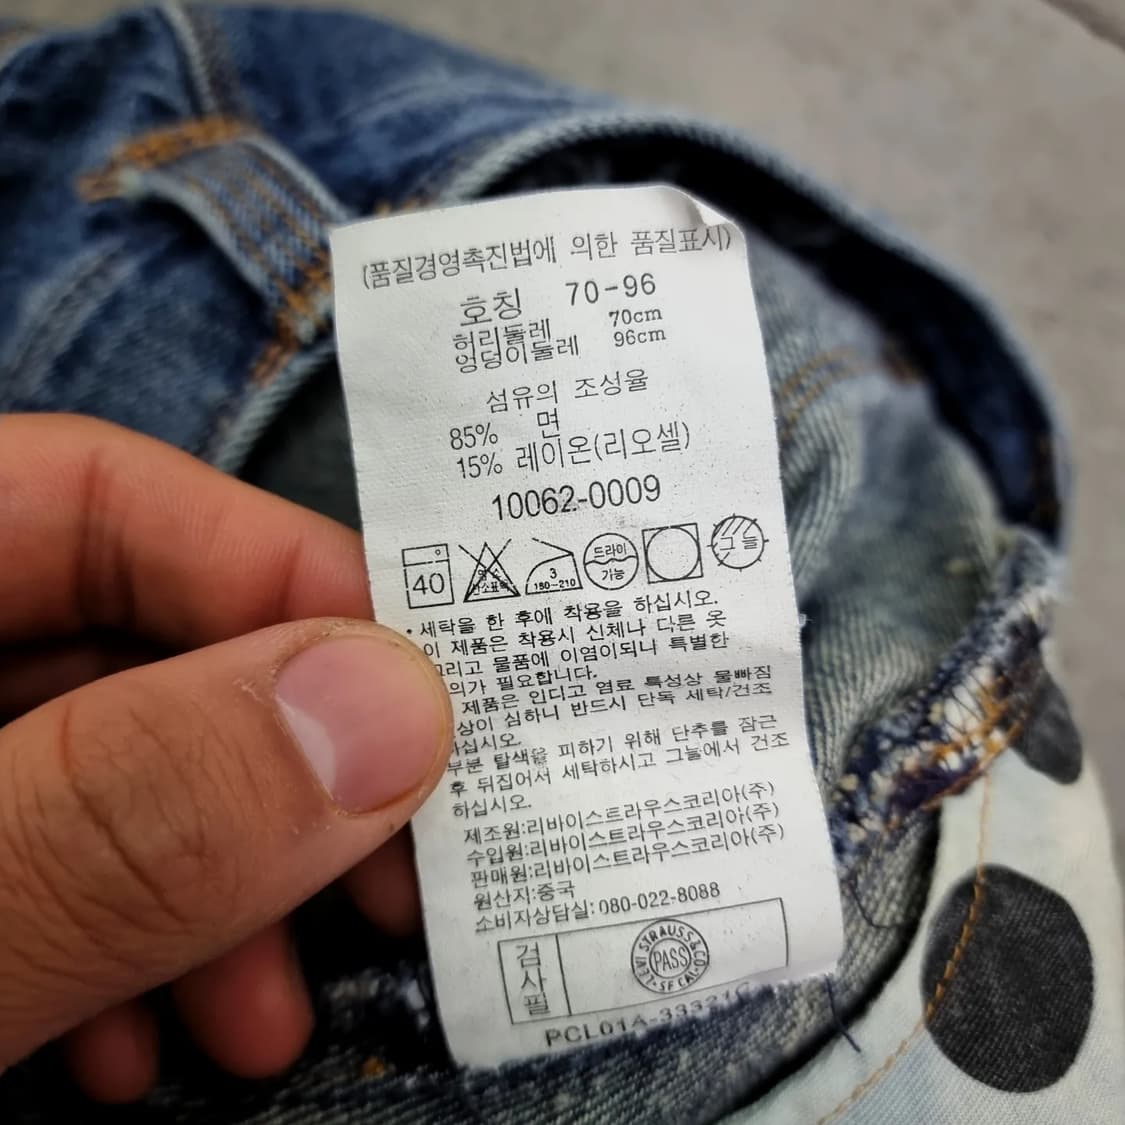 (품질경영촉진법에 의한 품질표시)
호칭 70-96
허리둘레 70cm
엉덩이둘레 96cm
섬유의 조성율
85% 면
15% 레이온(리오셀)
10062-0009
40
3
180~210
드라이
가능
그늘
• 세탁을 한 후에 착용을 하십시오.
이 제품은 착용시 신체나 다른 옷
그리고 물품에 이염이되니 특별한
의가 필요합니다.
제품은 인디고 염료 특성상 물빠짐
상이 심하니 반드시 단독 세탁/건조
하십시오.
부분 탈색을 피하기 위해 단추를 잠근
후 뒤집어서 세탁하시고 그늘에서 건조
하십시오.
제조원:리바이스트라우스코리아(주)
수입원:리바이스트라우스코리아(주)
판매원:리바이스트라우스코리아(주)
원산지:중국
소비자상담실: 080-022-8088
검사필
LEVI STRAUSS & CO
PASS
SF CAL
PCL01A-33321